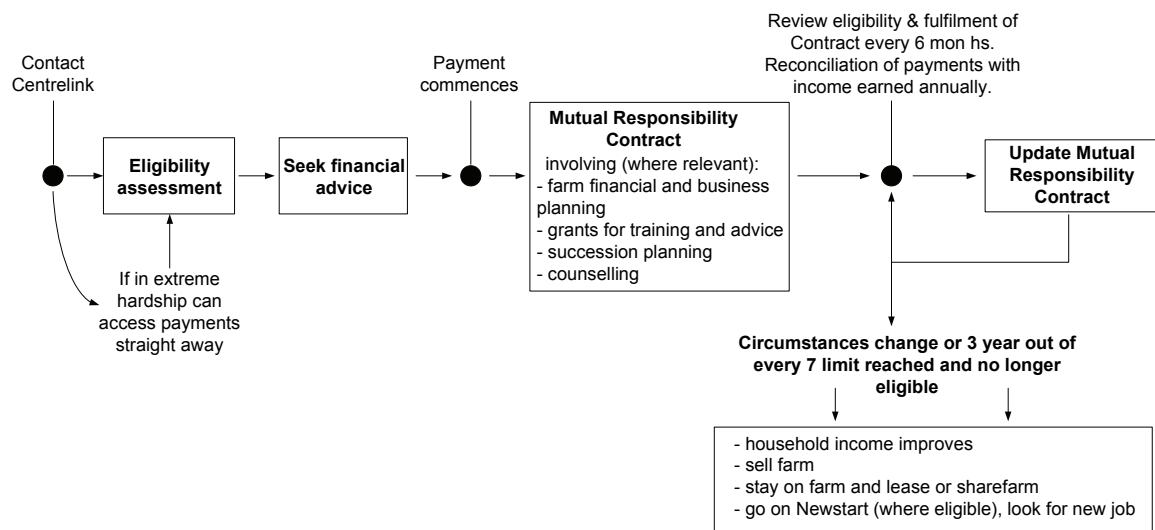 Contact
Centrelink
Eligibility
assessment
If in extreme
hardship can
access payments
straight away
Seek financial
advice
Payment
commences
Mutual Responsibility
Contract
involving (where relevant):
- farm financial and business
planning
- grants for training and advice
- succession planning
- counselling
Review eligibility & fulfilment of
Contract every 6 mon hs.
Reconciliation of payments with
income earned annually.
Update Mutual
Responsibility
Contract
Circumstances change or 3 year out of
every 7 limit reached and no longer
eligible
- household income improves
- sell farm
- stay on farm and lease or sharefarm
- go on Newstart (where eligible), look for new job